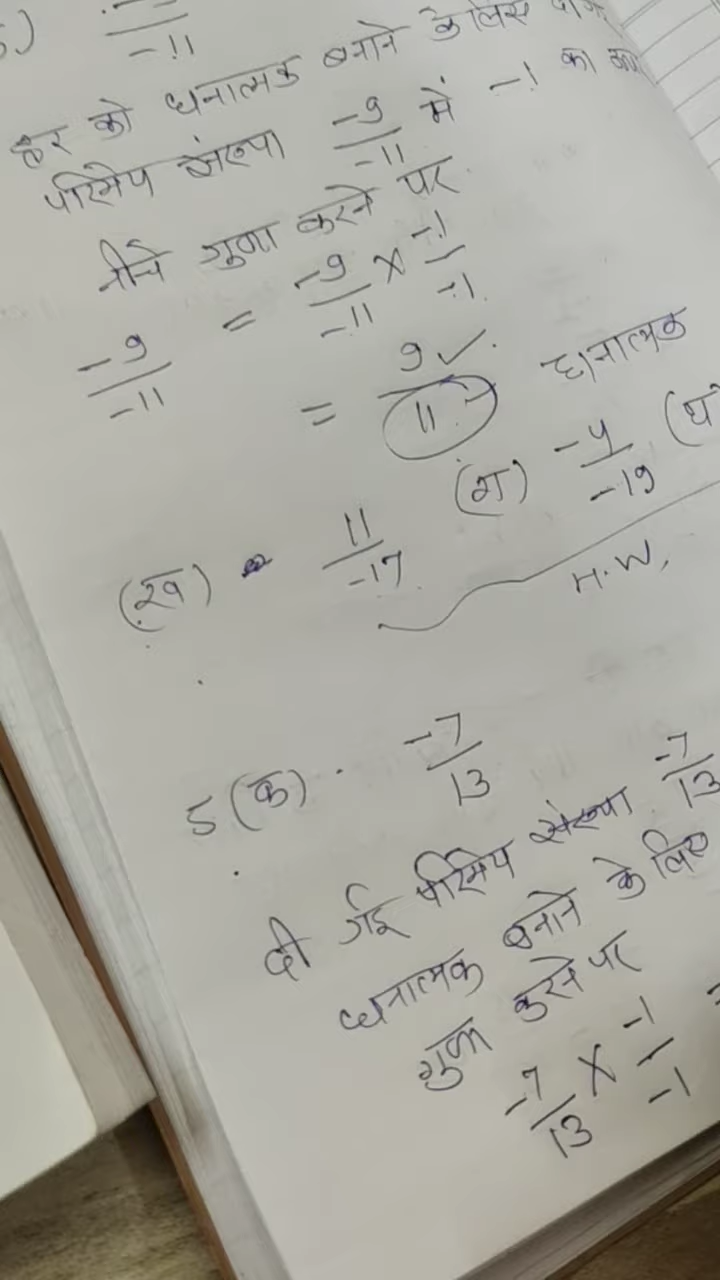 -11
हर को धनात्मक बनाने के लिए
परिमेय संख्या -9/-11 में -1 का
नीचे गुणा करने पर
-9/-11 = -9/-11 × -1/-1
= 9/11 ✓ धनात्मक
(ख) 11/-17 (ग) -4/-19 (घ)
H.W.
5(क). -7/13
दी गई परिमेय संख्या -7/13
धनात्मक बनाने के लिए
गुणा करने पर
-7/13 × -1/-1 =